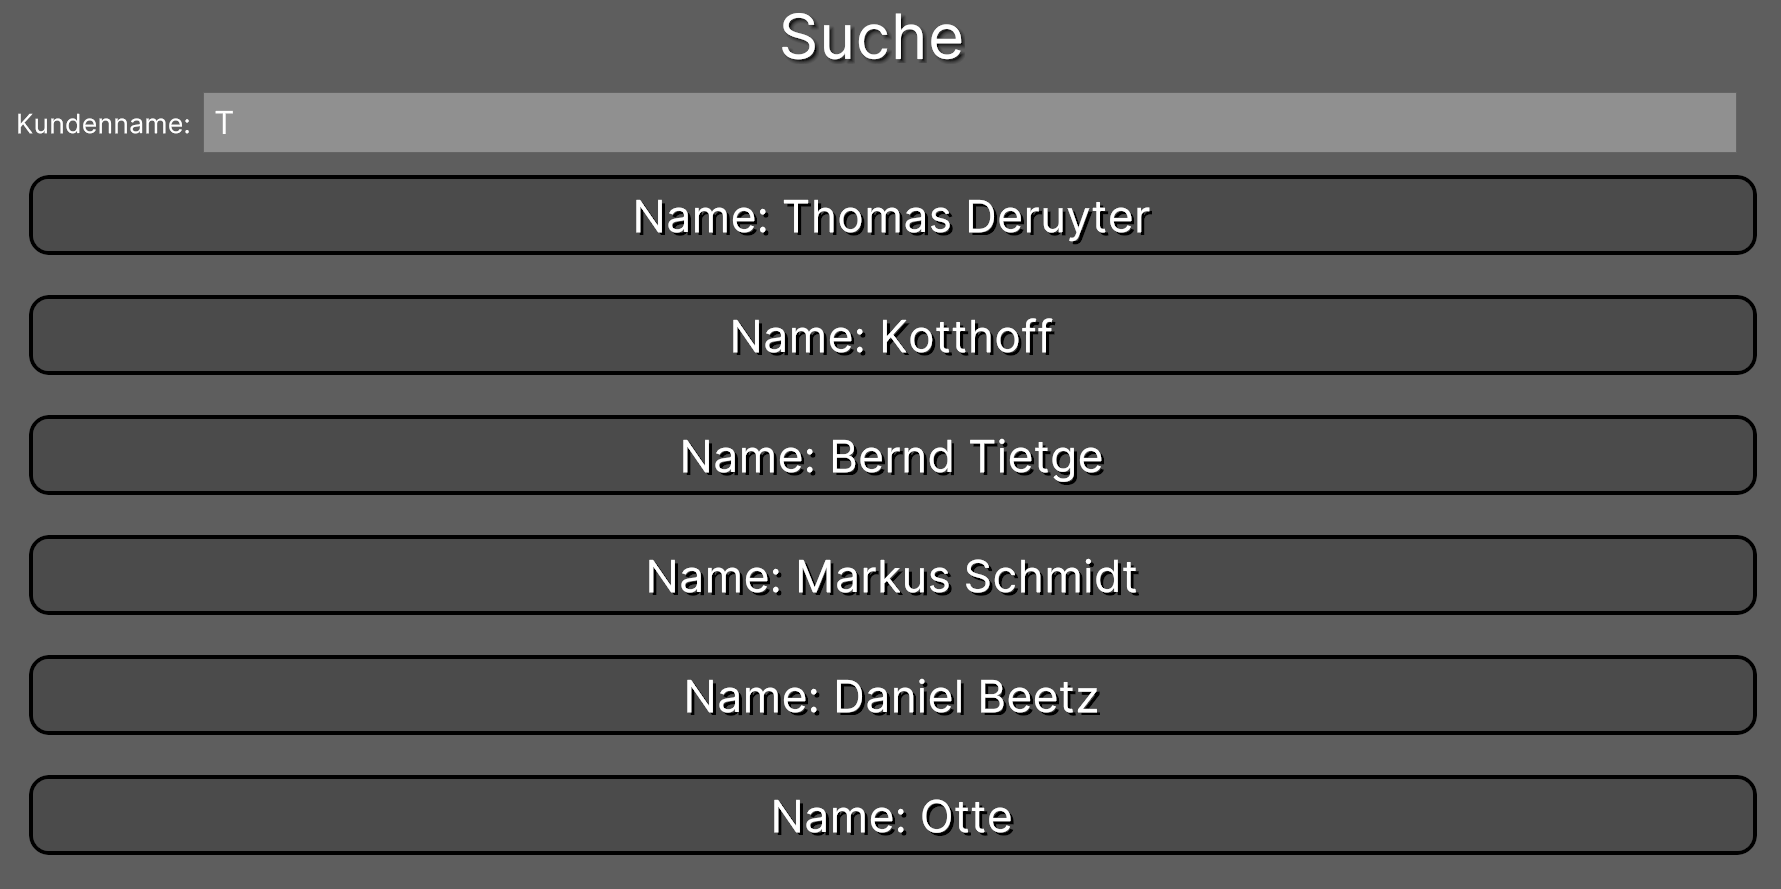 Suche
Kundenname: T
Name: Thomas Deruyter
Name: Kotthoff
Name: Bernd Tietge
Name: Markus Schmidt
Name: Daniel Beetz
Name: Otte